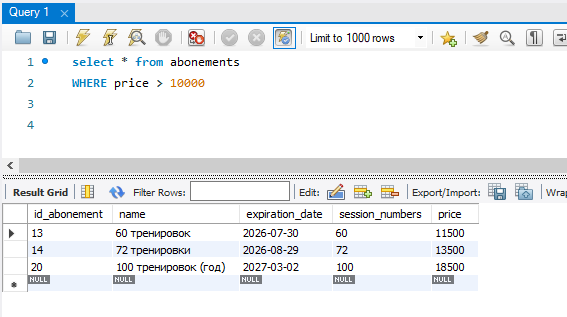 Query 1
Limit to 1000 rows
1 select * from abonements
2 WHERE price > 10000
3
4
Result Grid Filter Rows: Edit: Export/Import: Wrap
id_abonement name expiration_date session_numbers price
13 60 тренировок 2026-07-30 60 11500
14 72 тренировки 2026-08-29 72 13500
20 100 тренировок (год) 2027-03-02 100 18500
NULL NULL NULL NULL NULL